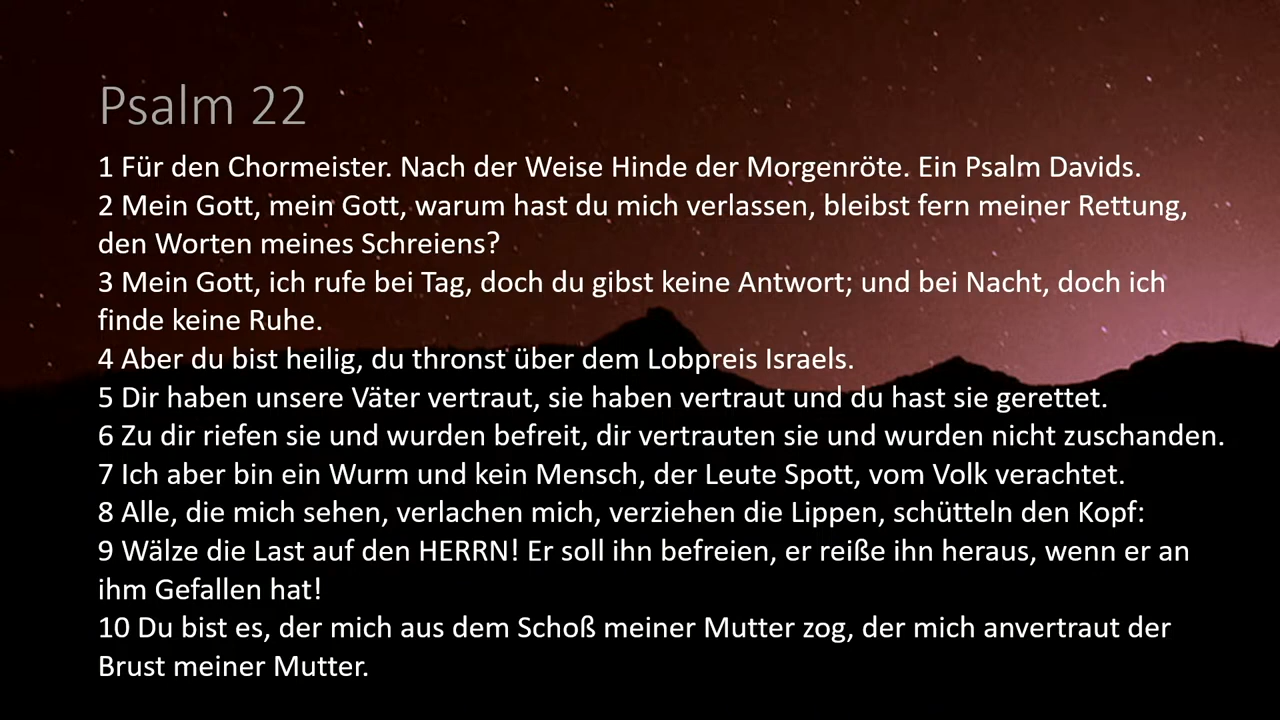 Psalm 22
1 Für den Chormeister. Nach der Weise Hinde der Morgenröte. Ein Psalm Davids.
2 Mein Gott, mein Gott, warum hast du mich verlassen, bleibst fern meiner Rettung,
den Worten meines Schreiens?
3 Mein Gott, ich rufe bei Tag, doch du gibst keine Antwort; und bei Nacht, doch ich
finde keine Ruhe.
4 Aber du bist heilig, du thronst über dem Lobpreis Israels.
5 Dir haben unsere Väter vertraut, sie haben vertraut und du hast sie gerettet.
6 Zu dir riefen sie und wurden befreit, dir vertrauten sie und wurden nicht zuschanden.
7 Ich aber bin ein Wurm und kein Mensch, der Leute Spott, vom Volk verachtet.
8 Alle, die mich sehen, verlachen mich, verziehen die Lippen, schütteln den Kopf:
9 Wälze die Last auf den HERRN! Er soll ihn befreien, er reiße ihn heraus, wenn er an
ihm Gefallen hat!
10 Du bist es, der mich aus dem Schoß meiner Mutter zog, der mich anvertraut der
Brust meiner Mutter.